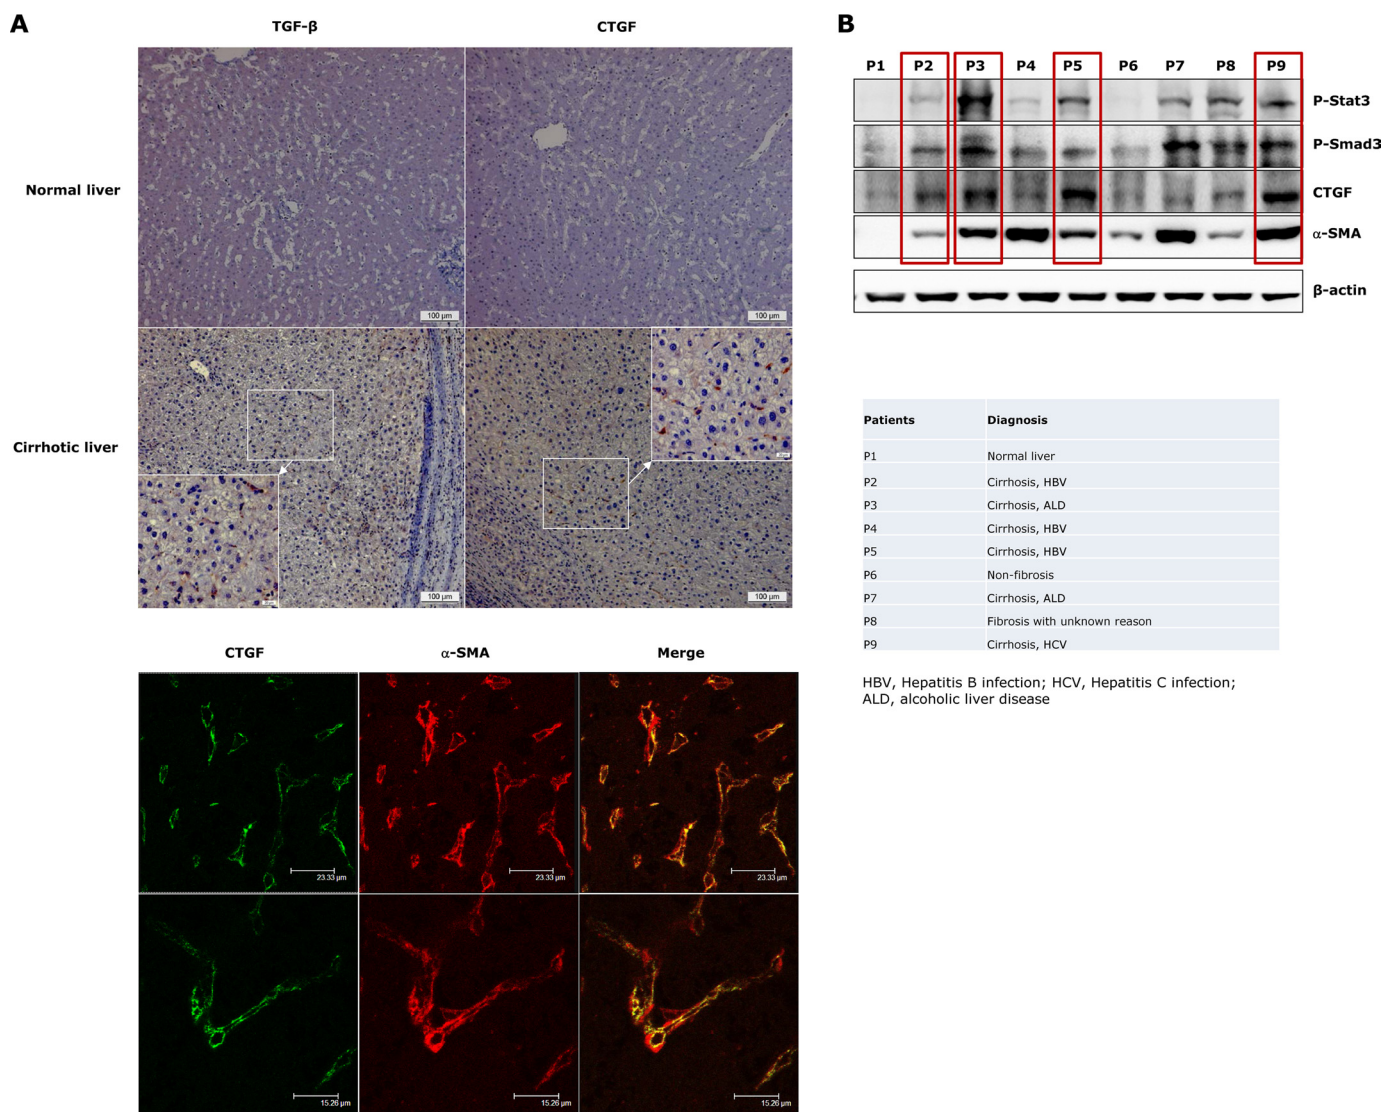 A
TGF-β
CTGF
Normal liver
100 µm
100 µm
Cirrhotic liver
100 µm
100 µm
CTGF
α-SMA
Merge
23.33 µm
23.33 µm
23.33 µm
15.26 µm
15.26 µm
15.26 µm
B
P1 P2 P3 P4 P5 P6 P7 P8 P9
P-Stat3
P-Smad3
CTGF
α-SMA
β-actin
Patients Diagnosis
P1 Normal liver
P2 Cirrhosis, HBV
P3 Cirrhosis, ALD
P4 Cirrhosis, HBV
P5 Cirrhosis, HBV
P6 Non-fibrosis
P7 Cirrhosis, ALD
P8 Fibrosis with unknown reason
P9 Cirrhosis, HCV
HBV, Hepatitis B infection; HCV, Hepatitis C infection;
ALD, alcoholic liver disease